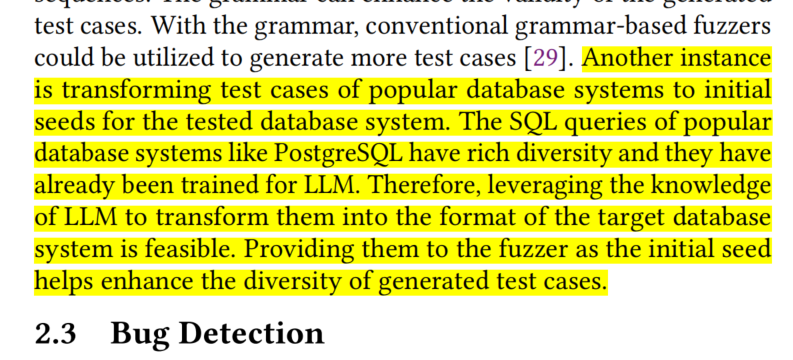 test cases. With the grammar, conventional grammar-based fuzzers
could be utilized to generate more test cases [29]. Another instance
is transforming test cases of popular database systems to initial
seeds for the tested database system. The SQL queries of popular
database systems like PostgreSQL have rich diversity and they have
already been trained for LLM. Therefore, leveraging the knowledge
of LLM to transform them into the format of the target database
system is feasible. Providing them to the fuzzer as the initial seed
helps enhance the diversity of generated test cases.
2.3 Bug Detection